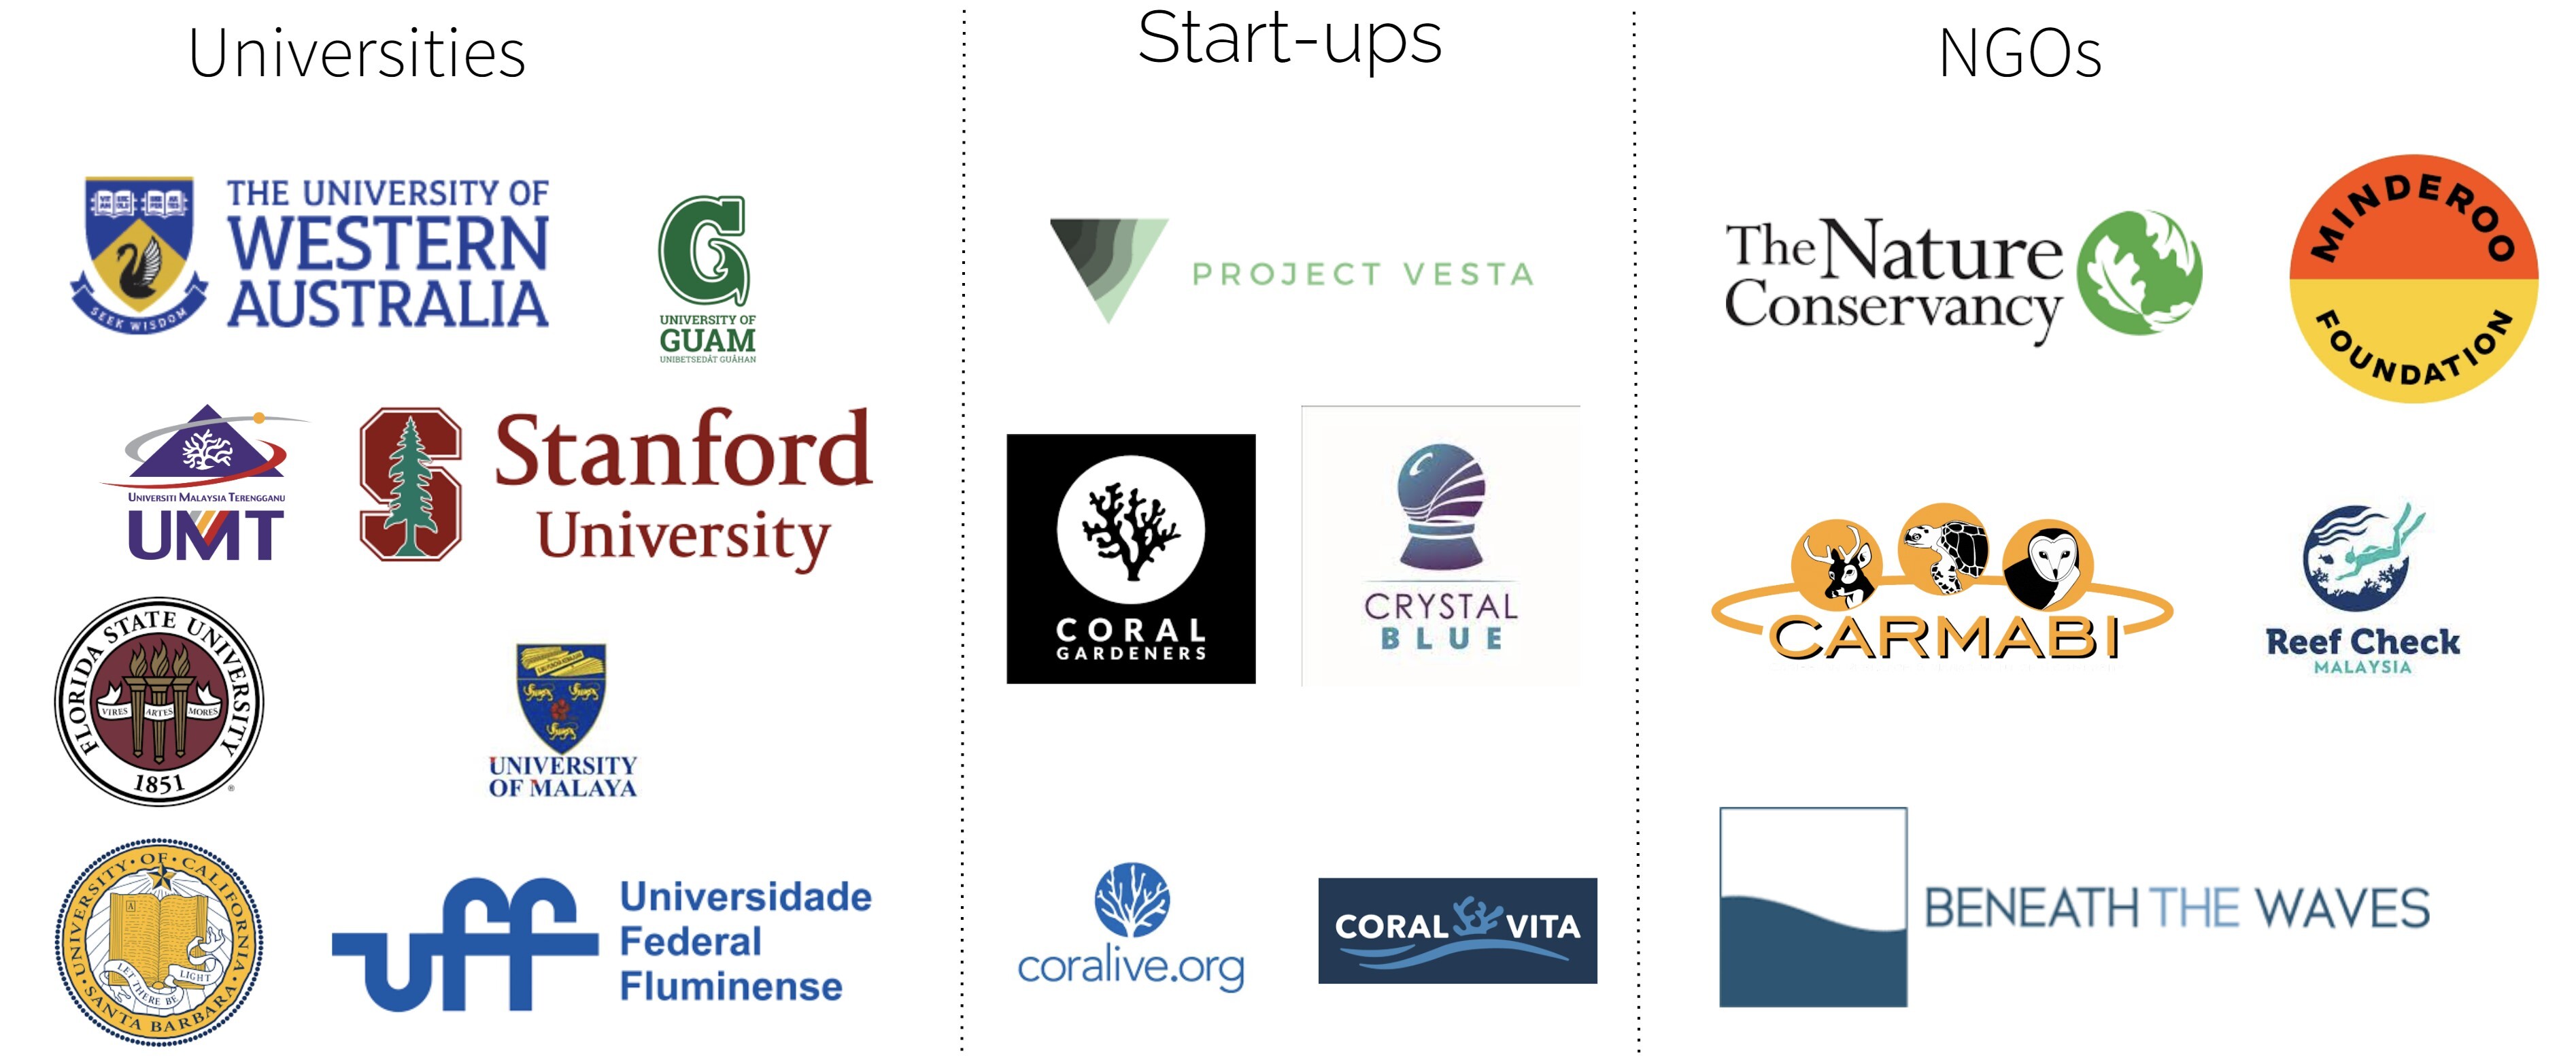 Universities
THE UNIVERSITY OF
WESTERN
AUSTRALIA
SEEK WISDOM
G
UNIVERSITY OF
GUAM
UNIBETSEDÅT GUÅHAN
UNIVERSITI MALAYSIA TERENGGANU
UMT
S
Stanford
University
FLORIDA STATE UNIVERSITY
VIRES ARTES MORES
1851
®
UNIVERSITY
OF MALAYA
UNIVERSITY · OF · CALIFORNIA
A
LET THERE BE LIGHT
SANTA BARBARA
uff
Universidade
Federal
Fluminense
Start-ups
PROJECT VESTA
CORAL
GARDENERS
CRYSTAL
BLUE
coralive.org
CORAL VITA
NGOs
The Nature
Conservancy
MINDEROO
FOUNDATION
CARMABI
Reef Check
MALAYSIA
BENEATH THE WAVES